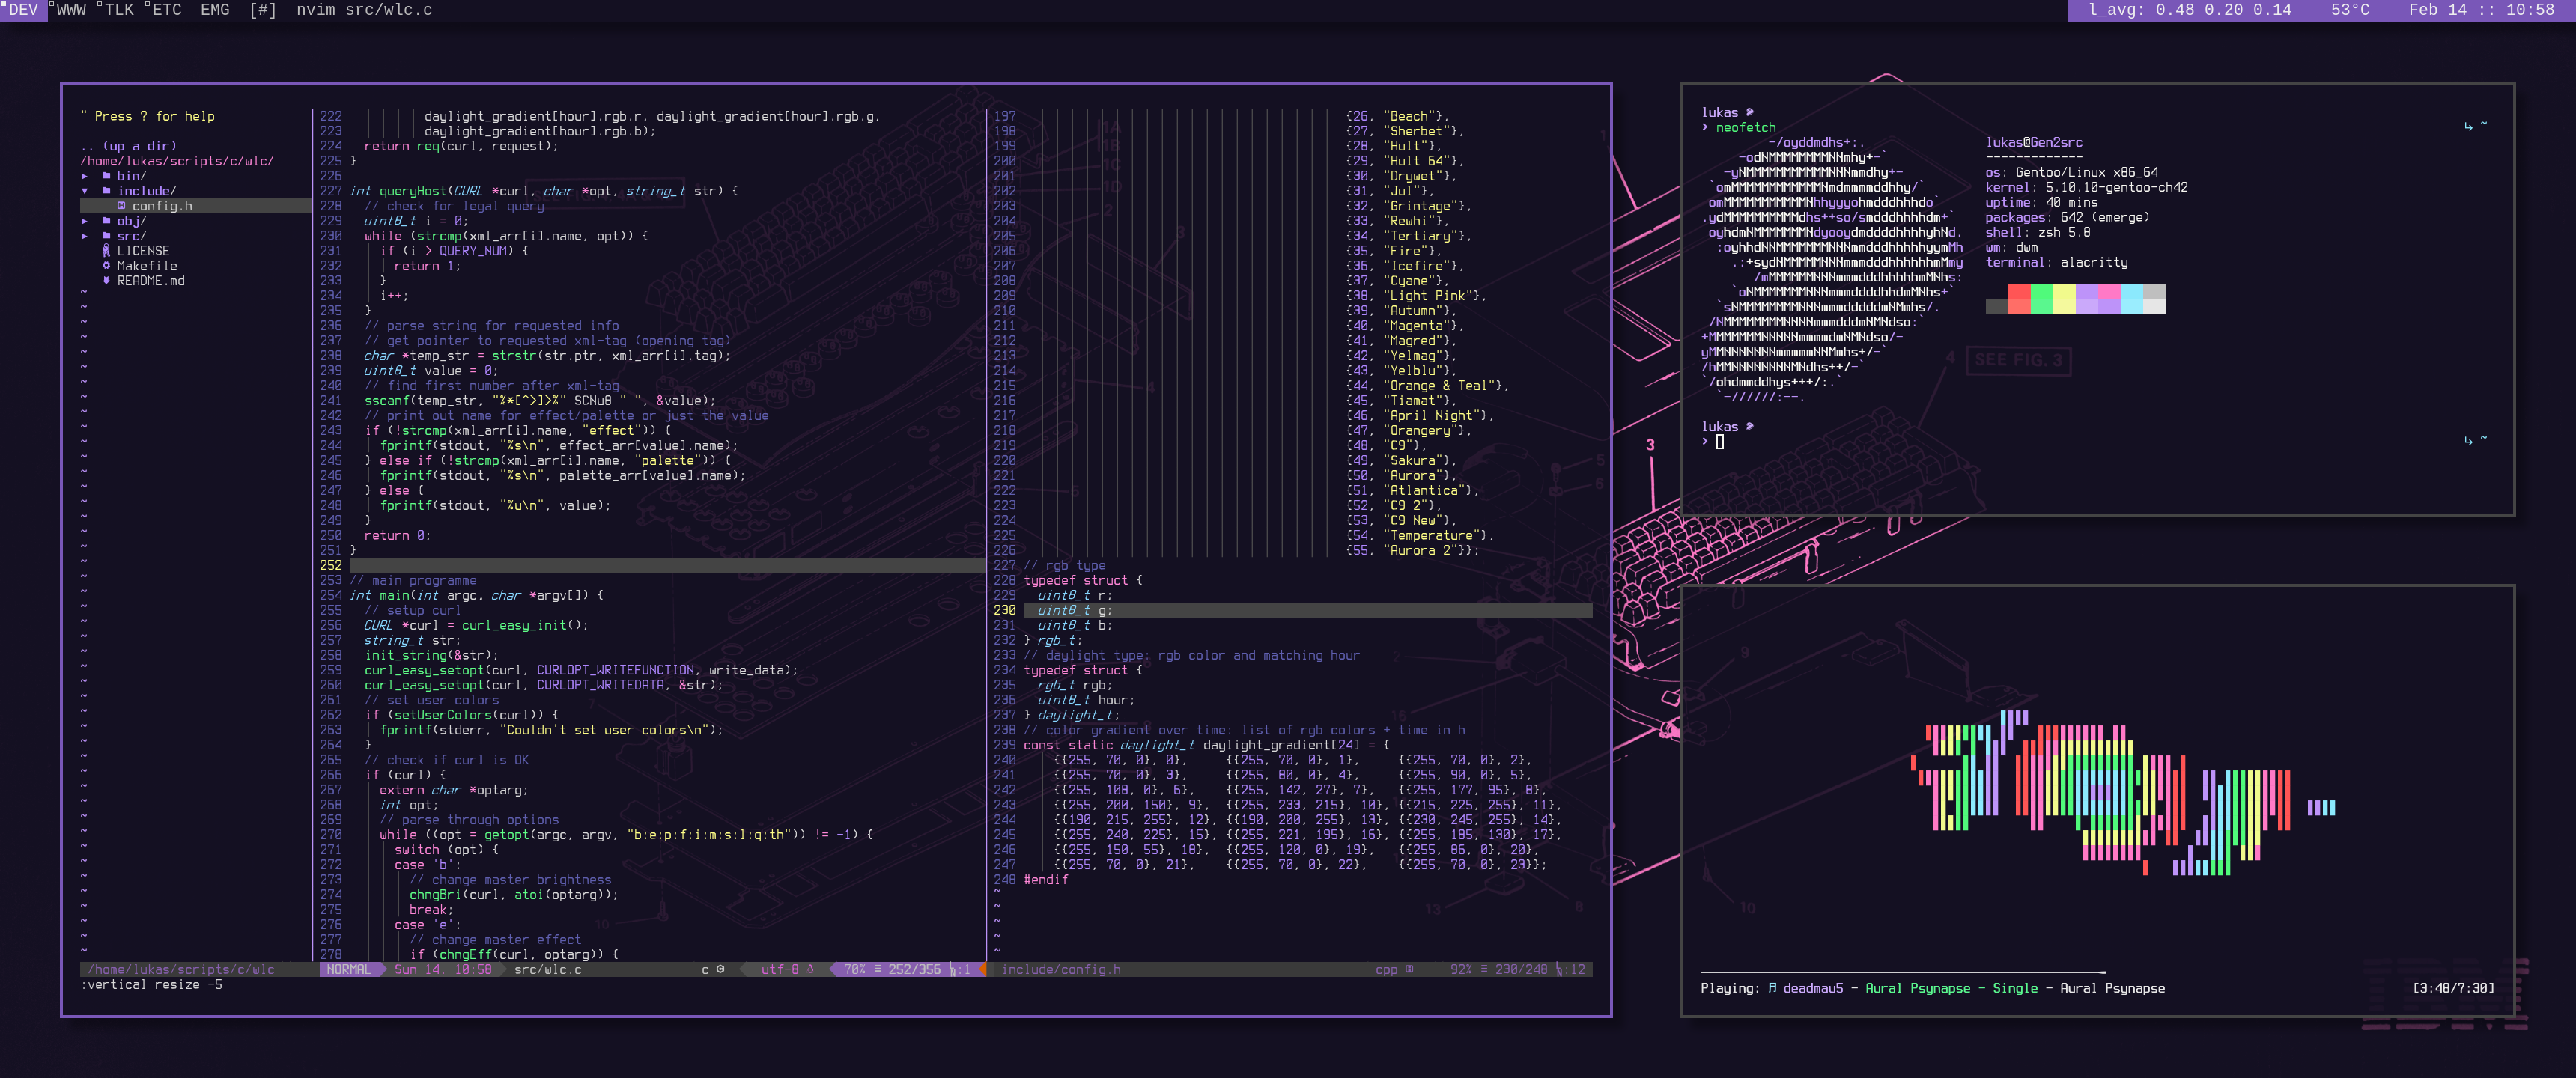 DEV WWW TLK ETC EMG [#] nvim src/wlc.c
l_avg: 0.48 0.20 0.14 53°C Feb 14 :: 10:58
" Press ? for help
.. (up a dir)
/home/lukas/scripts/c/wlc/
▸ bin/
▾ include/
config.h
▸ obj/
▸ src/
LICENSE
Makefile
README.md
222 daylight_gradient[hour].rgb.r, daylight_gradient[hour].rgb.g,
223 daylight_gradient[hour].rgb.b);
224 return req(curl, request);
225 }
226
227 int queryHost(CURL *curl, char *opt, string_t str) {
228 // check for legal query
229 uint8_t i = 0;
230 while (strcmp(xml_arr[i].name, opt)) {
231 if (i > QUERY_NUM) {
232 return 1;
233 }
234 i++;
235 }
236 // parse string for requested info
237 // get pointer to requested xml-tag (opening tag)
238 char *temp_str = strstr(str.ptr, xml_arr[i].tag);
239 uint8_t value = 0;
240 // find first number after xml-tag
241 sscanf(temp_str, "%*[^>]>%" SCNu8 " ", &value);
242 // print out name for effect/palette or just the value
243 if (!strcmp(xml_arr[i].name, "effect")) {
244 fprintf(stdout, "%s\n", effect_arr[value].name);
245 } else if (!strcmp(xml_arr[i].name, "palette")) {
246 fprintf(stdout, "%s\n", palette_arr[value].name);
247 } else {
248 fprintf(stdout, "%u\n", value);
249 }
250 return 0;
251 }
252
253 // main programme
254 int main(int argc, char *argv[]) {
255 // setup curl
256 CURL *curl = curl_easy_init();
257 string_t str;
258 init_string(&str);
259 curl_easy_setopt(curl, CURLOPT_WRITEFUNCTION, write_data);
260 curl_easy_setopt(curl, CURLOPT_WRITEDATA, &str);
261 // set user colors
262 if (setUserColors(curl)) {
263 fprintf(stderr, "Couldn't set user colors\n");
264 }
265 // check if curl is OK
266 if (curl) {
267 extern char *optarg;
268 int opt;
269 // parse through options
270 while ((opt = getopt(argc, argv, "b:e:p:f:i:m:s:l:q:th")) != -1) {
271 switch (opt) {
272 case 'b':
273 // change master brightness
274 chngBri(curl, atoi(optarg));
275 break;
276 case 'e':
277 // change master effect
278 if (chngEff(curl, optarg)) {
197
198 {26, "Beach"},
199 {27, "Sherbet"},
{28, "Hult"},
200 {29, "Hult 64"},
201 {30, "Drywet"},
202 {31, "Jul"},
203 {32, "Grintage"},
204 {33, "Rewhi"},
205 {34, "Tertiary"},
206 {35, "Fire"},
207 {36, "Icefire"},
208 {37, "Cyane"},
209 {38, "Light Pink"},
210 {39, "Autumn"},
211 {40, "Magenta"},
212 {41, "Magred"},
213 {42, "Yelmag"},
214 {43, "Yelblu"},
215 {44, "Orange & Teal"},
216 {45, "Tiamat"},
217 {46, "April Night"},
218 {47, "Orangery"},
219 {48, "C9"},
220 {49, "Sakura"},
221 {50, "Aurora"},
222 {51, "Atlantica"},
223 {52, "C9 2"},
224 {53, "C9 New"},
225 {54, "Temperature"},
226 {55, "Aurora 2"}};
227 // rgb type
228 typedef struct {
229 uint8_t r;
230 uint8_t g;
231 uint8_t b;
232 } rgb_t;
233 // daylight type: rgb color and matching hour
234 typedef struct {
235 rgb_t rgb;
236 uint8_t hour;
237 } daylight_t;
238 // color gradient over time: list of rgb colors + time in h
239 const static daylight_t daylight_gradient[24] = {
240 {{255, 70, 0}, 0}, {{255, 70, 0}, 1}, {{255, 70, 0}, 2},
241 {{255, 70, 0}, 3}, {{255, 80, 0}, 4}, {{255, 90, 0}, 5},
242 {{255, 108, 0}, 6}, {{255, 142, 27}, 7}, {{255, 177, 95}, 8},
243 {{255, 200, 150}, 9}, {{255, 233, 215}, 10}, {{215, 225, 255}, 11},
244 {{190, 215, 255}, 12}, {{190, 200, 255}, 13}, {{230, 245, 255}, 14},
245 {{255, 240, 225}, 15}, {{255, 221, 195}, 16}, {{255, 185, 130}, 17},
246 {{255, 150, 55}, 18}, {{255, 120, 0}, 19}, {{255, 86, 0}, 20},
247 {{255, 70, 0}, 21}, {{255, 70, 0}, 22}, {{255, 70, 0}, 23}};
248 #endif
/home/lukas/scripts/c/wlc NORMAL Sun 14. 10:58 src/wlc.c c utf-8 70% ≡ 252/356 :1 include/config.h cpp 92% ≡ 230/248 :12
:vertical resize -5
lukas
> neofetch
lukas@Gen2src
-------------
os: Gentoo/Linux x86_64
kernel: 5.10.10-gentoo-ch42
uptime: 40 mins
packages: 642 (emerge)
shell: zsh 5.8
wm: dwm
terminal: alacritty
lukas
>
SEE FIG. 3
Playing: deadmau5 - Aural Psynapse - Single - Aural Psynapse [3:48/7:30]
IBM